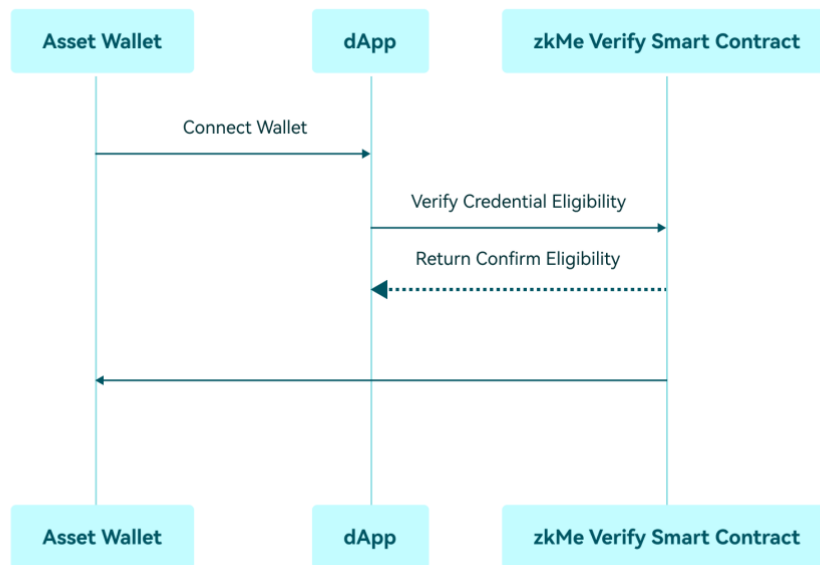 Asset Wallet
dApp
zkMe Verify Smart Contract
Connect Wallet
Verify Credential Eligibility
Return Confirm Eligibility
Asset Wallet
dApp
zkMe Verify Smart Contract